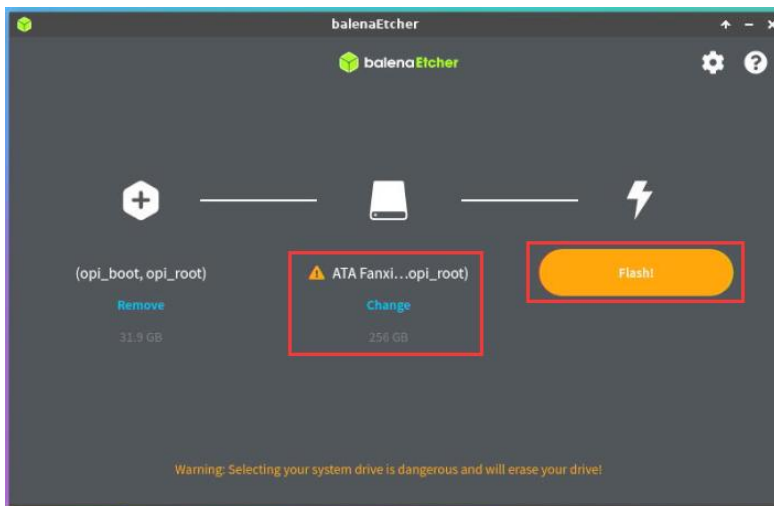 balenaEtcher
balenaEtcher
(opi_boot, opi_root)
Remove
31.9 GB
ATA Fanxi...opi_root)
Change
256 GB
Flash!
Warning: Selecting your system drive is dangerous and will erase your drive!